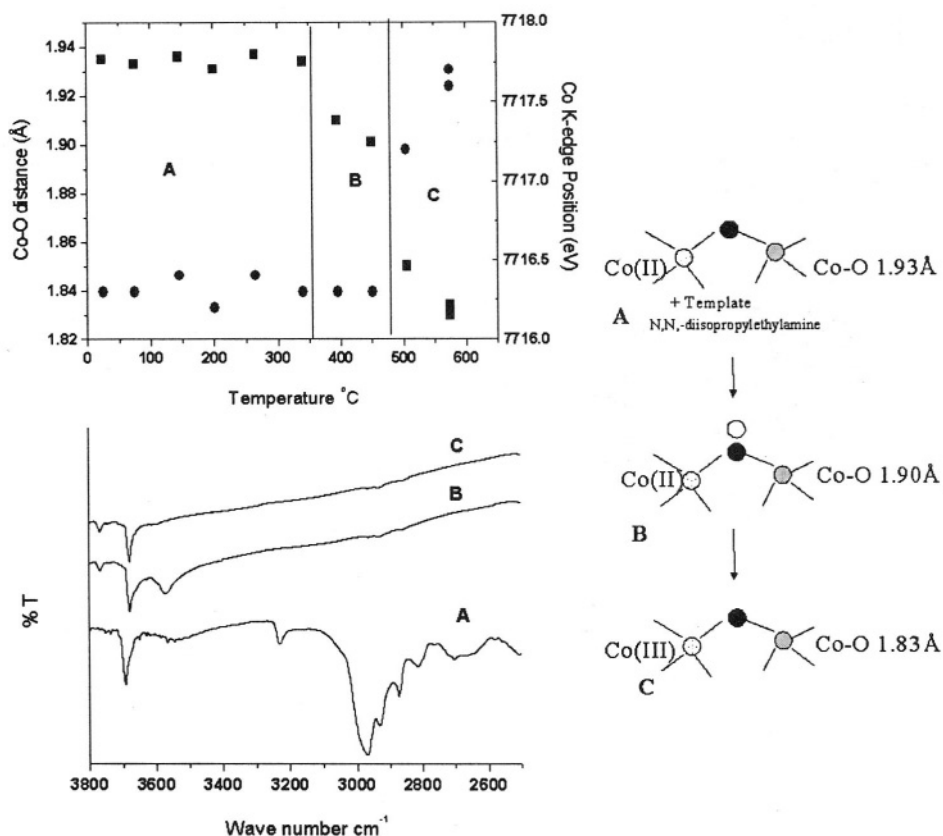 1.94
1.92
1.90
1.88
1.86
1.84
1.82
Co-O distance (Å)
A
B
C
7718.0
7717.5
7717.0
7716.5
7716.0
Co K-edge Position (eV)
0 100 200 300 400 500 600
Temperature °C
C
B
A
% T
3800 3600 3400 3200 3000 2800 2600
Wave number cm-1
Co(II) Co-O 1.93Å
A
+ Template
N,N,-diisopropylethylamine
Co(II) Co-O 1.90Å
B
Co(III) Co-O 1.83Å
C